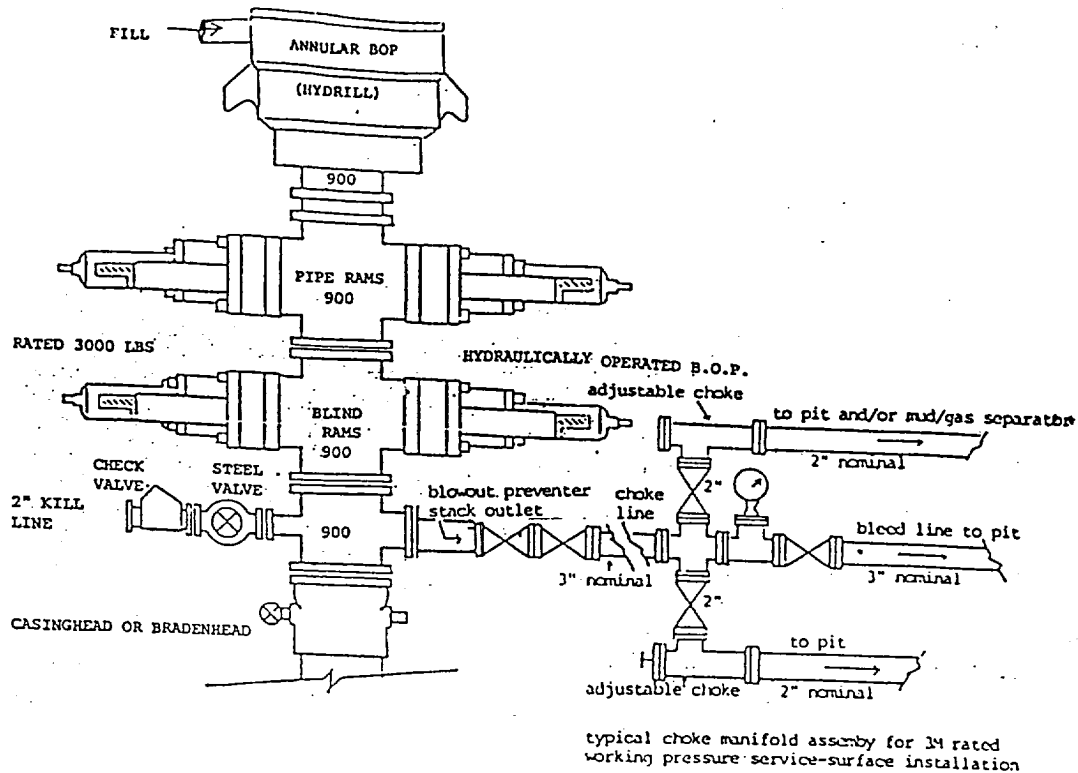 FILL
ANNULAR BOP
(HYDRILL)
900
PIPE RAMS
900
RATED 3000 LBS
HYDRAULICALLY OPERATED B.O.P.
adjustable choke
to pit and/or mud/gas separator
2" nominal
BLIND
RAMS
900
CHECK
VALVE
STEEL
VALVE
2" KILL
LINE
900
blowout preventer
stack outlet
choke
line
3" nominal
2"
bleed line to pit
3" nominal
2"
CASINGHEAD OR BRADENHEAD
to pit
2" nominal
adjustable choke
typical choke manifold assemby for 3M rated
working pressure service-surface installation